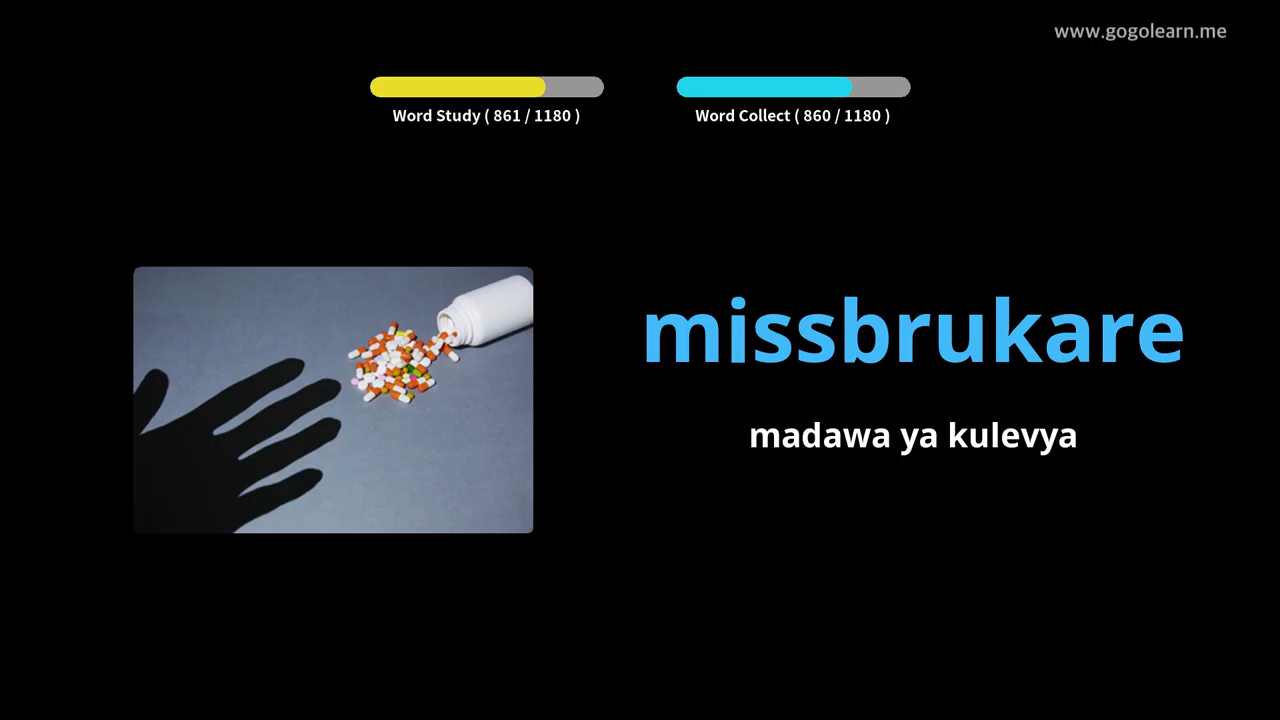 www.gogolearn.me
Word Study ( 861 / 1180 )
Word Collect ( 860 / 1180 )
missbrukare
madawa ya kulevya